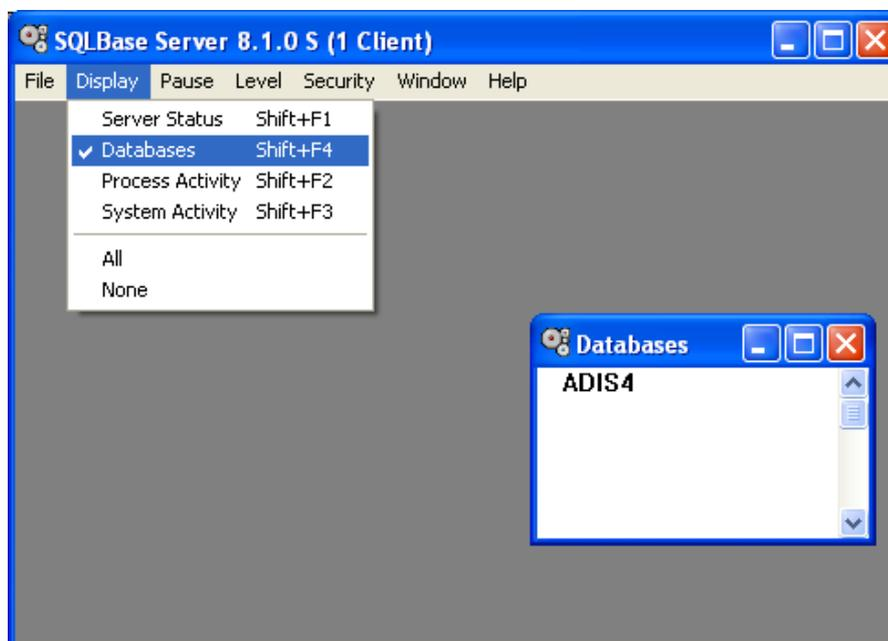 SQLBase Server 8.1.0 S (1 Client)
File Display Pause Level Security Window Help
Server Status Shift+F1
Databases Shift+F4
Process Activity Shift+F2
System Activity Shift+F3
All
None
Databases
ADIS4